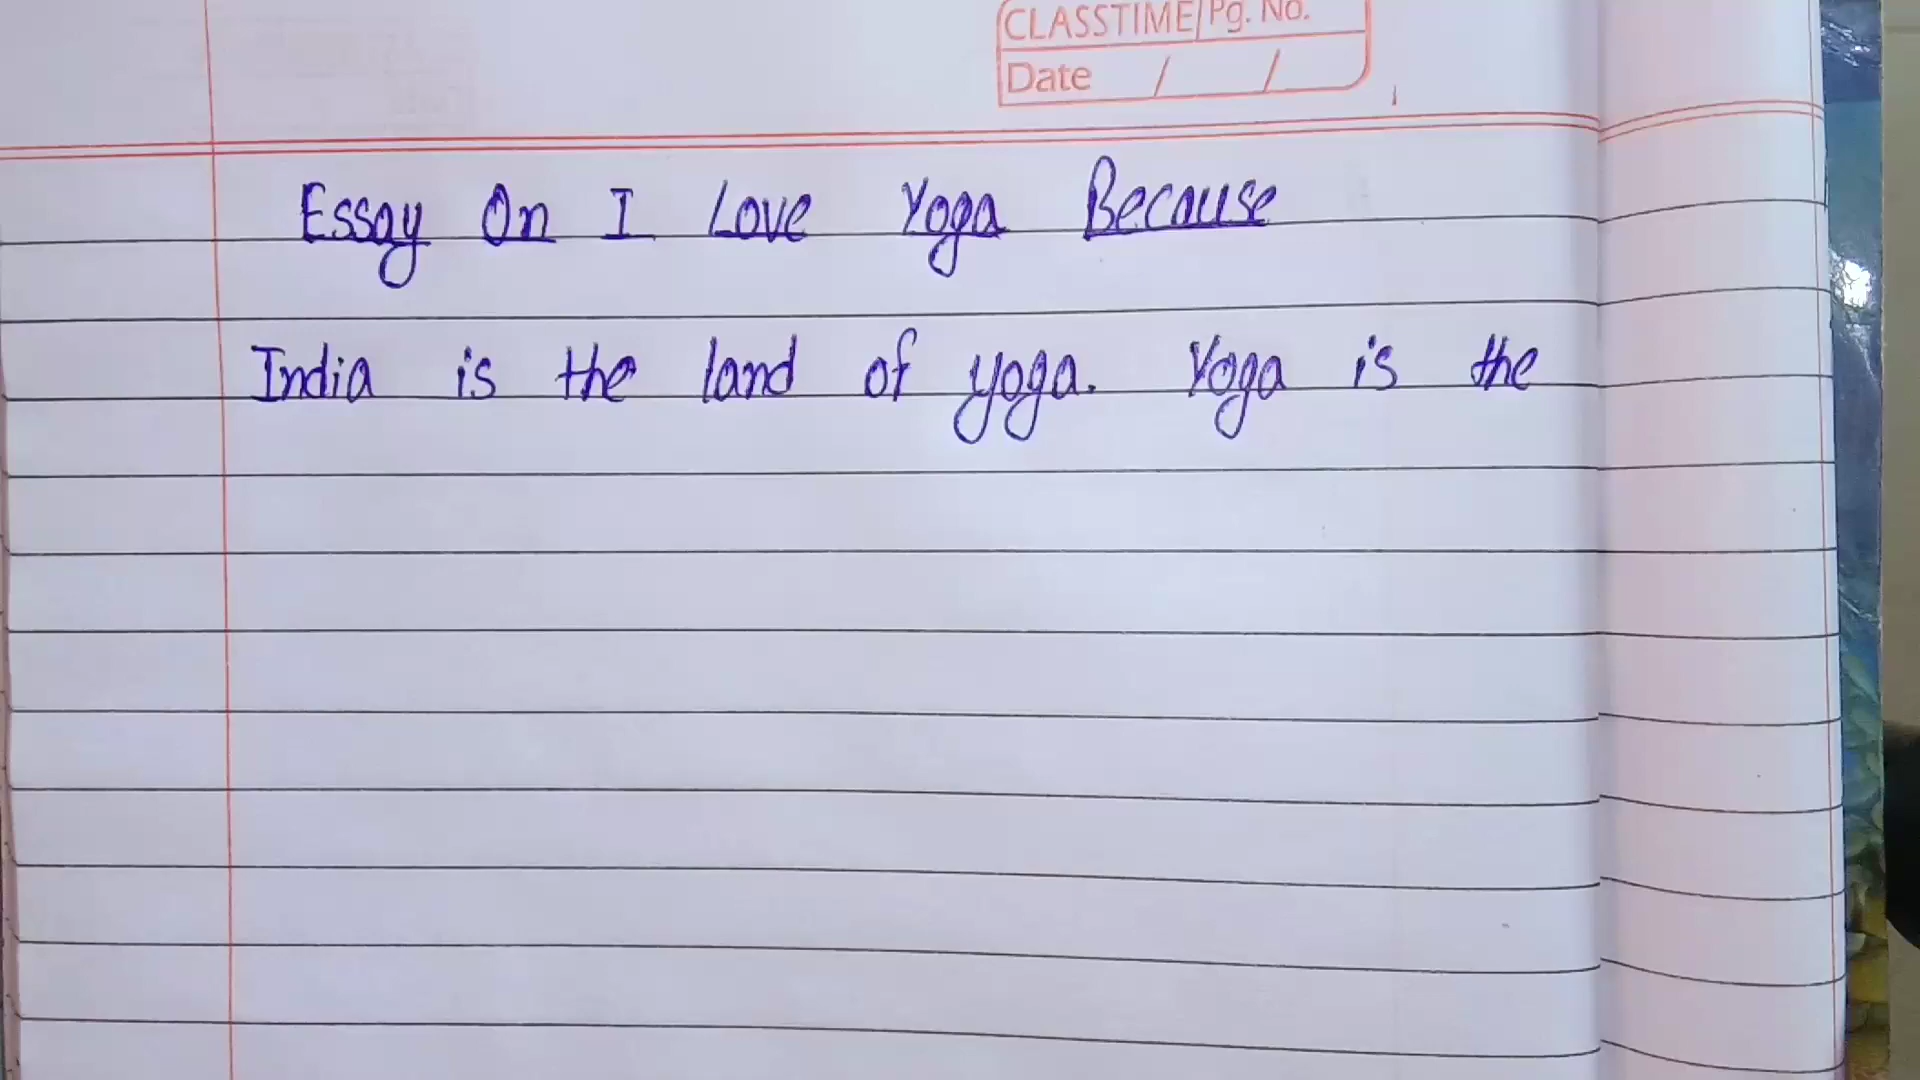 CLASSTIME Pg. No.
Date / /
Essay On I Love Yoga Because
India is the land of yoga. Yoga is the